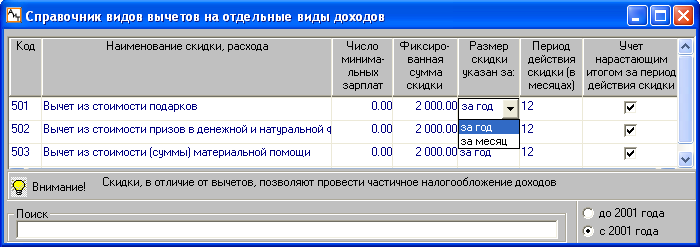 Справочник видов вычетов на отдельные виды доходов
Код Наименование скидки, расхода Число минима- льных зарплат Фиксиро- ванная сумма скидки Размер скидки указан за: Период действия скидки (в месяцах) Учет нарастающим итогом за период действия скидки
501 Вычет из стоимости подарков 0.00 2 000.00 за год 12
за год
502 Вычет из стоимости призов в денежной и натуральной ф 0.00 2 000.00 12
за месяц
503 Вычет из стоимости (суммы) материальной помощи 0.00 2 000.00 за год 12
Внимание! Скидки, в отличие от вычетов, позволяют провести частичное налогообложение доходов
Поиск
до 2001 года
с 2001 года